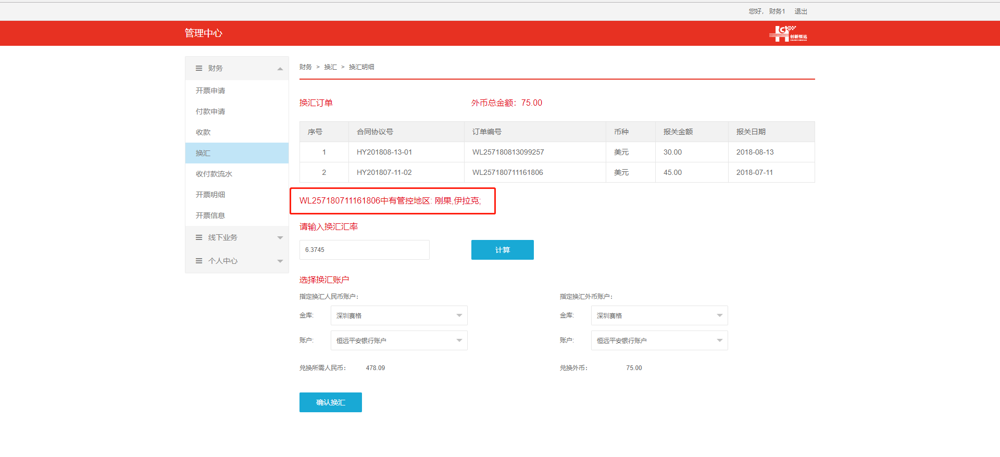 您好， 财务1 退出
管理中心
创新恒远
财务
开票申请
付款申请
收款
换汇
收付款流水
开票明细
开票信息
线下业务
个人中心
财务 > 换汇 > 换汇明细
换汇订单 外币总金额：75.00
序号 合同协议号 订单编号 币种 报关金额 报关日期
1 HY201808-13-01 WL257180813099257 美元 30.00 2018-08-13
2 HY201807-11-02 WL257180711161806 美元 45.00 2018-07-11
WL257180711161806中有管控地区: 刚果,伊拉克;
请输入换汇汇率
6.3745 计算
选择换汇账户
指定换汇人民币账户： 指定换汇外币账户：
金库: 深圳赛格 金库: 深圳赛格
账户: 恒远平安银行账户 账户: 恒远平安银行账户
兑换所需人民币： 478.09 兑换外币： 75.00
确认换汇